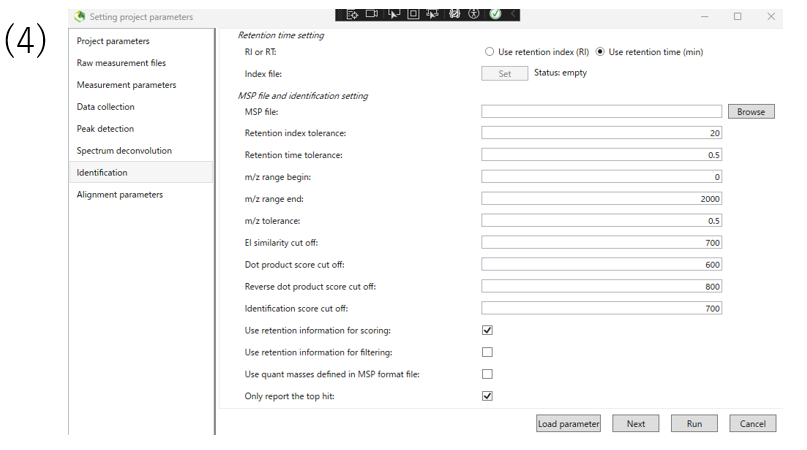 (4)
Setting project parameters
Project parameters
Raw measurement files
Measurement parameters
Data collection
Peak detection
Spectrum deconvolution
Identification
Alignment parameters
Retention time setting
RI or RT: Use retention index (RI) Use retention time (min)
Index file: Set Status: empty
MSP file and identification setting
MSP file: Browse
Retention index tolerance: 20
Retention time tolerance: 0.5
m/z range begin: 0
m/z range end: 2000
m/z tolerance: 0.5
EI similarity cut off: 700
Dot product score cut off: 600
Reverse dot product score cut off: 800
Identification score cut off: 700
Use retention information for scoring:
Use retention information for filtering:
Use quant masses defined in MSP format file:
Only report the top hit:
Load parameter Next Run Cancel